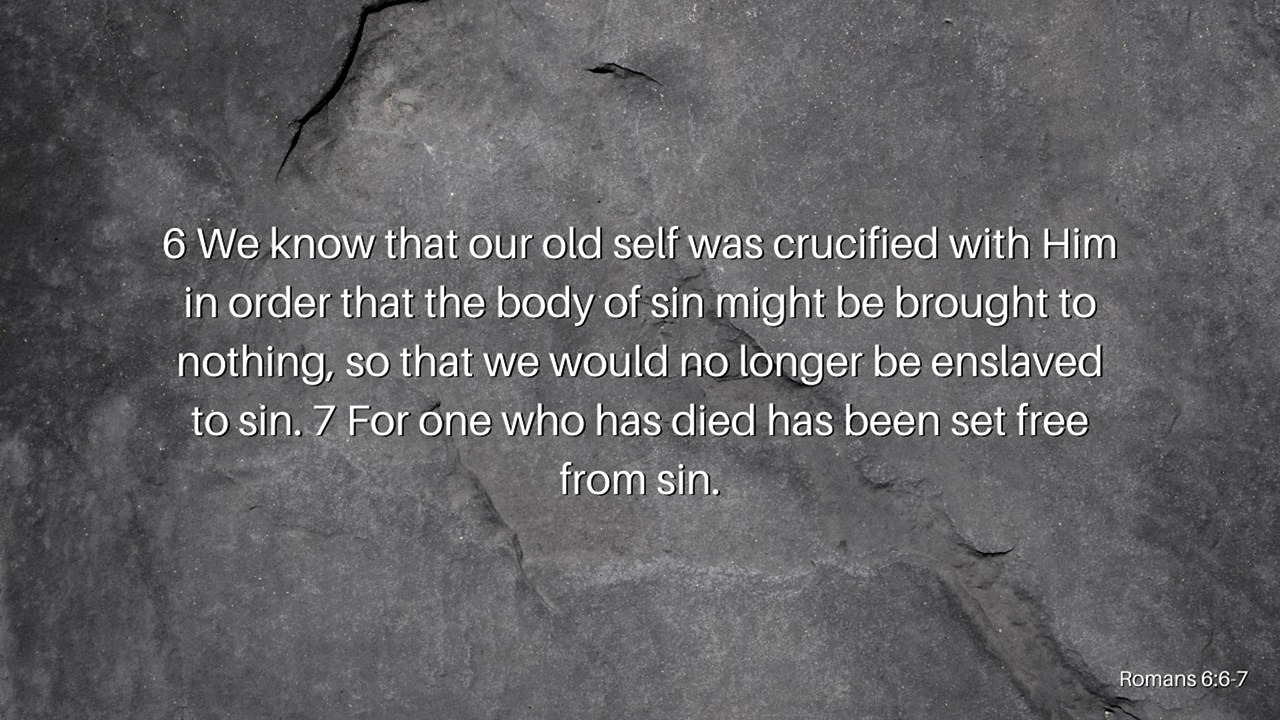 6 We know that our old self was crucified with Him
in order that the body of sin might be brought to
nothing, so that we would no longer be enslaved
to sin. 7 For one who has died has been set free
from sin.
Romans 6:6-7